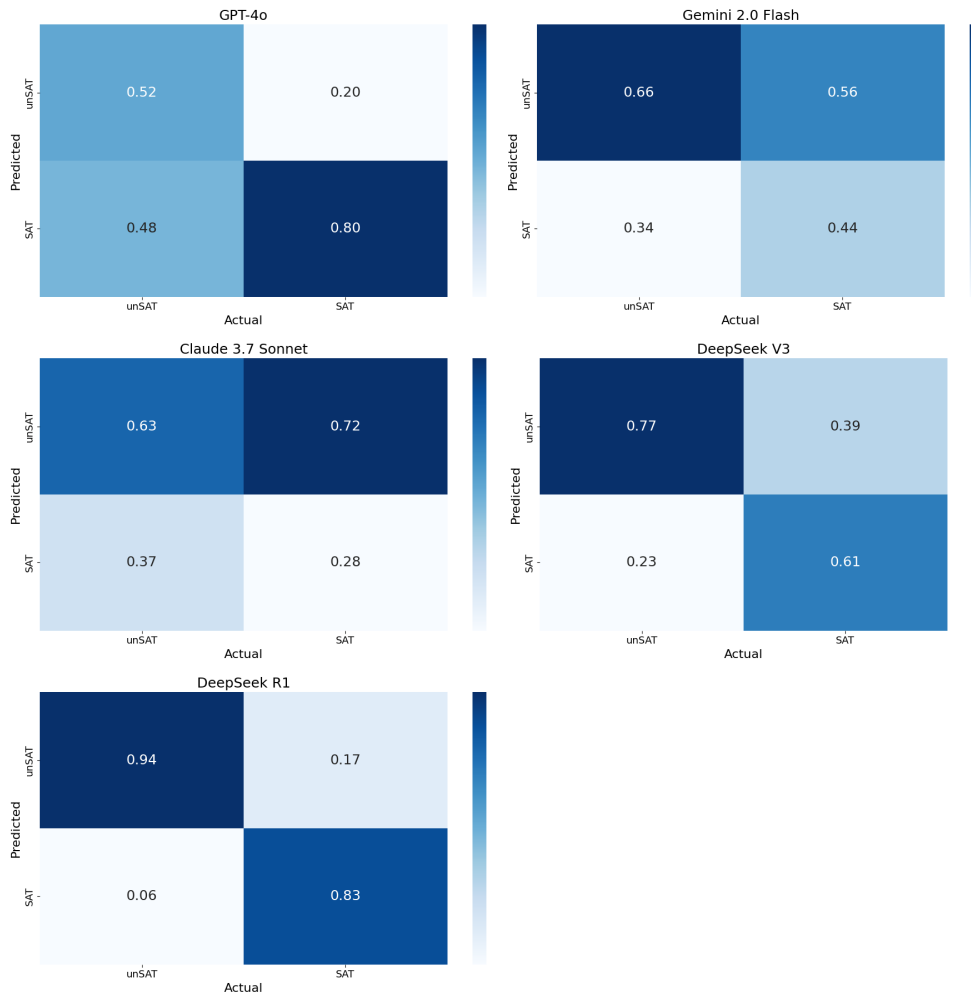 GPT-4o
unSAT
0.52
0.20
Predicted
SAT
0.48
0.80
unSAT
SAT
Actual
Gemini 2.0 Flash
unSAT
0.66
0.56
Predicted
SAT
0.34
0.44
unSAT
SAT
Actual
Claude 3.7 Sonnet
unSAT
0.63
0.72
Predicted
SAT
0.37
0.28
unSAT
SAT
Actual
DeepSeek V3
unSAT
0.77
0.39
Predicted
SAT
0.23
0.61
unSAT
SAT
Actual
DeepSeek R1
unSAT
0.94
0.17
Predicted
SAT
0.06
0.83
unSAT
SAT
Actual